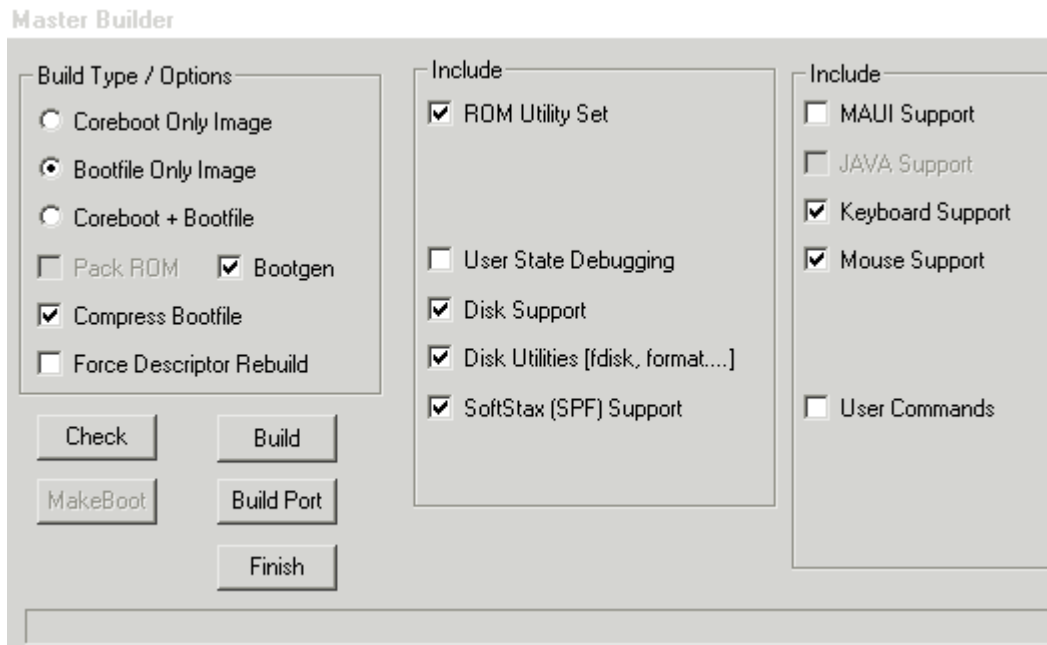 Master Builder
Build Type / Options
Coreboot Only Image
Bootfile Only Image
Coreboot + Bootfile
Pack ROM Bootgen
Compress Bootfile
Force Descriptor Rebuild
Check Build
MakeBoot Build Port
Finish
Include
ROM Utility Set
User State Debugging
Disk Support
Disk Utilities [fdisk, format....]
SoftStax (SPF) Support
Include
MAUI Support
JAVA Support
Keyboard Support
Mouse Support
User Commands